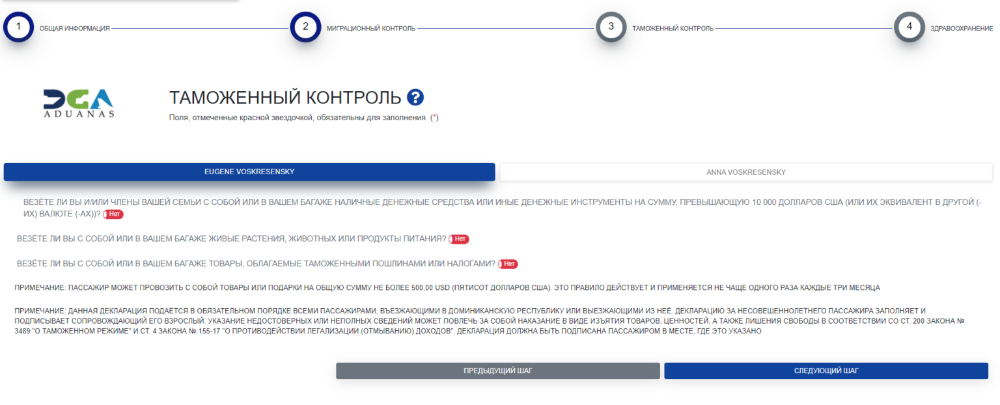 1 ОБЩАЯ ИНФОРМАЦИЯ 2 МИГРАЦИОННЫЙ КОНТРОЛЬ 3 ТАМОЖЕННЫЙ КОНТРОЛЬ 4 ЗДРАВООХРАНЕНИЕ
DGA
ADUANAS
ТАМОЖЕННЫЙ КОНТРОЛЬ ?
Поля, отмеченные красной звездочкой, обязательны для заполнения. (*)
EUGENE VOSKRESENSKY ANNA VOSKRESENSKY
ВЕЗЁТЕ ЛИ ВЫ И/ИЛИ ЧЛЕНЫ ВАШЕЙ СЕМЬИ С СОБОЙ ИЛИ В ВАШЕМ БАГАЖЕ НАЛИЧНЫЕ ДЕНЕЖНЫЕ СРЕДСТВА ИЛИ ИНЫЕ ДЕНЕЖНЫЕ ИНСТРУМЕНТЫ НА СУММУ, ПРЕВЫШАЮЩУЮ 10 000 ДОЛЛАРОВ США (ИЛИ ИХ ЭКВИВАЛЕНТ В ДРУГОЙ (-
ИХ) ВАЛЮТЕ (-АХ))? Нет
ВЕЗЁТЕ ЛИ ВЫ С СОБОЙ ИЛИ В ВАШЕМ БАГАЖЕ ЖИВЫЕ РАСТЕНИЯ, ЖИВОТНЫХ ИЛИ ПРОДУКТЫ ПИТАНИЯ? Нет
ВЕЗЁТЕ ЛИ ВЫ С СОБОЙ ИЛИ В ВАШЕМ БАГАЖЕ ТОВАРЫ, ОБЛАГАЕМЫЕ ТАМОЖЕННЫМИ ПОШЛИНАМИ ИЛИ НАЛОГАМИ? Нет
ПРИМЕЧАНИЕ: ПАССАЖИР МОЖЕТ ПРОВОЗИТЬ С СОБОЙ ТОВАРЫ ИЛИ ПОДАРКИ НА ОБЩУЮ СУММУ НЕ БОЛЕЕ 500,00 USD (ПЯТИСОТ ДОЛЛАРОВ США). ЭТО ПРАВИЛО ДЕЙСТВУЕТ И ПРИМЕНЯЕТСЯ НЕ ЧАЩЕ ОДНОГО РАЗА КАЖДЫЕ ТРИ МЕСЯЦА
ПРИМЕЧАНИЕ: ДАННАЯ ДЕКЛАРАЦИЯ ПОДАЁТСЯ В ОБЯЗАТЕЛЬНОМ ПОРЯДКЕ ВСЕМИ ПАССАЖИРАМИ, ВЪЕЗЖАЮЩИМИ В ДОМИНИКАНСКУЮ РЕСПУБЛИКУ ИЛИ ВЫЕЗЖАЮЩИМИ ИЗ НЕЁ. ДЕКЛАРАЦИЮ ЗА НЕСОВЕШЕННОЛЕТНЕГО ПАССАЖИРА ЗАПОЛНЯЕТ И
ПОДПИСЫВАЕТ СОПРОВОЖДАЮЩИЙ ЕГО ВЗРОСЛЫЙ. УКАЗАНИЕ НЕДОСТОВЕРНЫХ ИЛИ НЕПОЛНЫХ СВЕДЕНИЙ МОЖЕТ ПОВЛЕЧЬ ЗА СОБОЙ НАКАЗАНИЕ В ВИДЕ ИЗЪЯТИЯ ТОВАРОВ, ЦЕННОСТЕЙ, А ТАКЖЕ ЛИШЕНИЯ СВОБОДЫ В СООТВЕТСТВИИ СО СТ. 200 ЗАКОНА №
3489 "О ТАМОЖЕННОМ РЕЖИМЕ" И СТ. 4 ЗАКОНА № 155-17 "О ПРОТИВОДЕЙСТВИИ ЛЕГАЛИЗАЦИИ (ОТМЫВАНИЮ) ДОХОДОВ". ДЕКЛАРАЦИЯ ДОЛЖНА БЫТЬ ПОДПИСАНА ПАССАЖИРОМ В МЕСТЕ, ГДЕ ЭТО УКАЗАНО
ПРЕДЫДУЩИЙ ШАГ СЛЕДУЮЩИЙ ШАГ